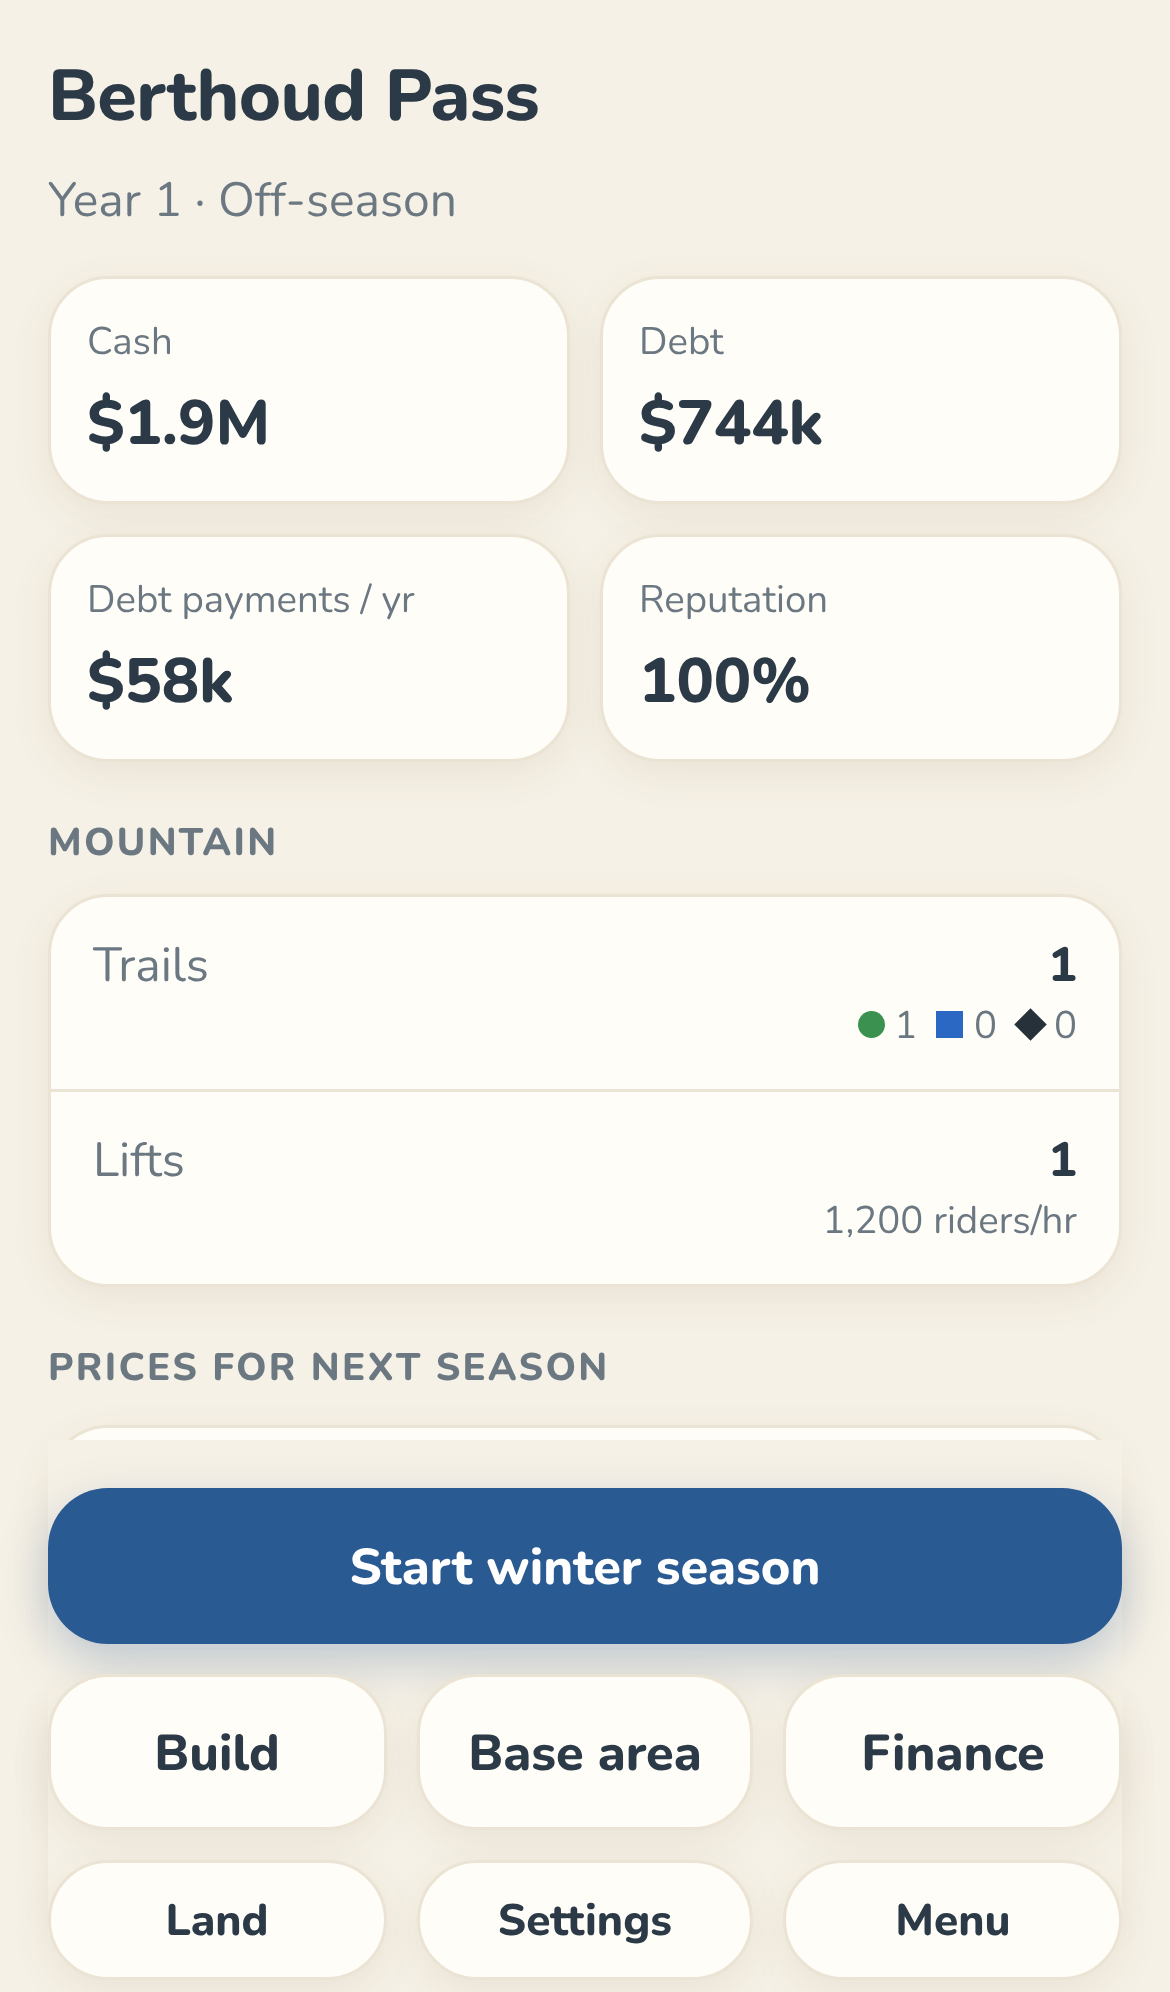 Berthoud Pass
Year 1 · Off-season
Cash
$1.9M
Debt
$744k
Debt payments / yr
$58k
Reputation
100%
MOUNTAIN
Trails 1
1 0 0
Lifts 1
1,200 riders/hr
PRICES FOR NEXT SEASON
Start winter season
Build Base area Finance
Land Settings Menu